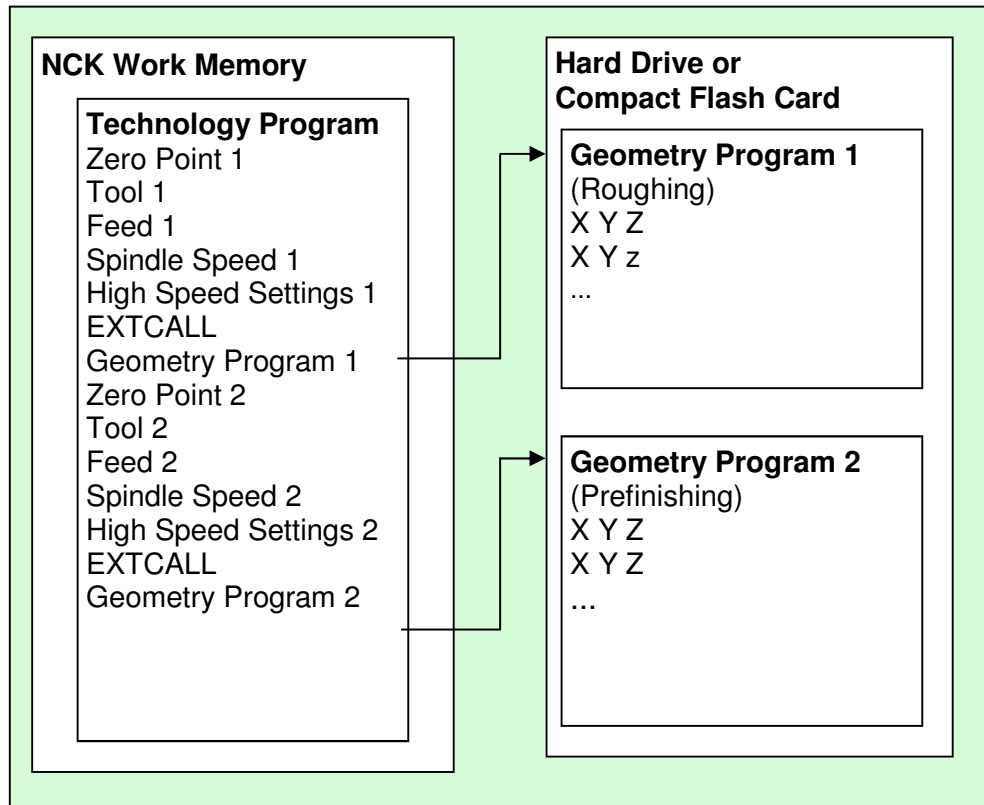 NCK Work Memory
Technology Program
Zero Point 1
Tool 1
Feed 1
Spindle Speed 1
High Speed Settings 1
EXTCALL
Geometry Program 1
Zero Point 2
Tool 2
Feed 2
Spindle Speed 2
High Speed Settings 2
EXTCALL
Geometry Program 2
Hard Drive or
Compact Flash Card
Geometry Program 1
(Roughing)
X Y Z
X Y z
...
Geometry Program 2
(Prefinishing)
X Y Z
X Y Z
...